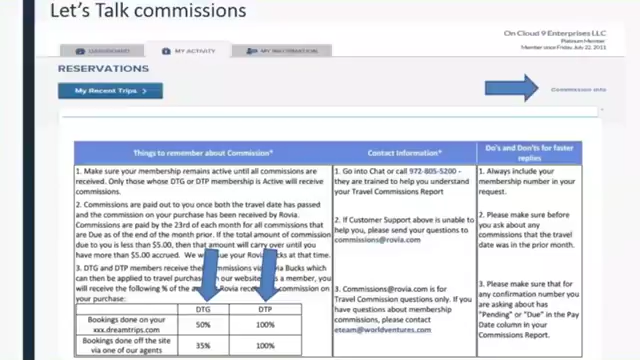 Let's Talk commissions
On Cloud 9 Enterprises LLC
Platinum Member
Member since Friday, July 22, 2011
DASHBOARD
MY ACTIVITY
MY INFORMATION
RESERVATIONS
My Recent Trips
Commission Info
Things to remember about Commission*
1. Make sure your membership remains active until all commissions are
received. Only those whose DTG or DTP membership is Active will receive
commissions.
2. Commissions are paid out to you once both the travel date has passed
and the commission on your purchase has been received by Rovia.
Commissions are paid by the 23rd of each month for all commissions that
are Due as of the end of the month prior. If the total amount of commission
due to you is less than $5.00, then that amount will carry over until you
have more than $5.00 accrued. We will issue Rovia Bucks at that time.
3. DTG and DTP members receive their commissions via Rovia Bucks which
can then be applied to travel purchases on our website. As a member, you
will receive the following % of the commission on
your purchase:
DTG
DTP
Bookings done on your
xxx.dreamtrips.com
50%
100%
Bookings done off the site
via one of our agents
35%
100%
Contact Information*
1. Go into Chat or call 972-805-5200 -
they are trained to help you understand
your Travel Commissions Report
2. If Customer Support above is unable to
help you, please send your questions to
commissions@rovia.com
3. Commissions@rovia.com is for
Travel Commission questions only. If you
have questions about membership
commissions, please contact
eteam@worldventures.com
Do's and Don'ts for faster
replies
1. Always include your
membership number in your
request.
2. Please make sure before
you ask about any
commissions that the travel
date was in the prior month.
3. Please make sure that for
any confirmation number you
are asking about has
"Pending" or "Due" in the Pay
Date column in your
Commissions Report.